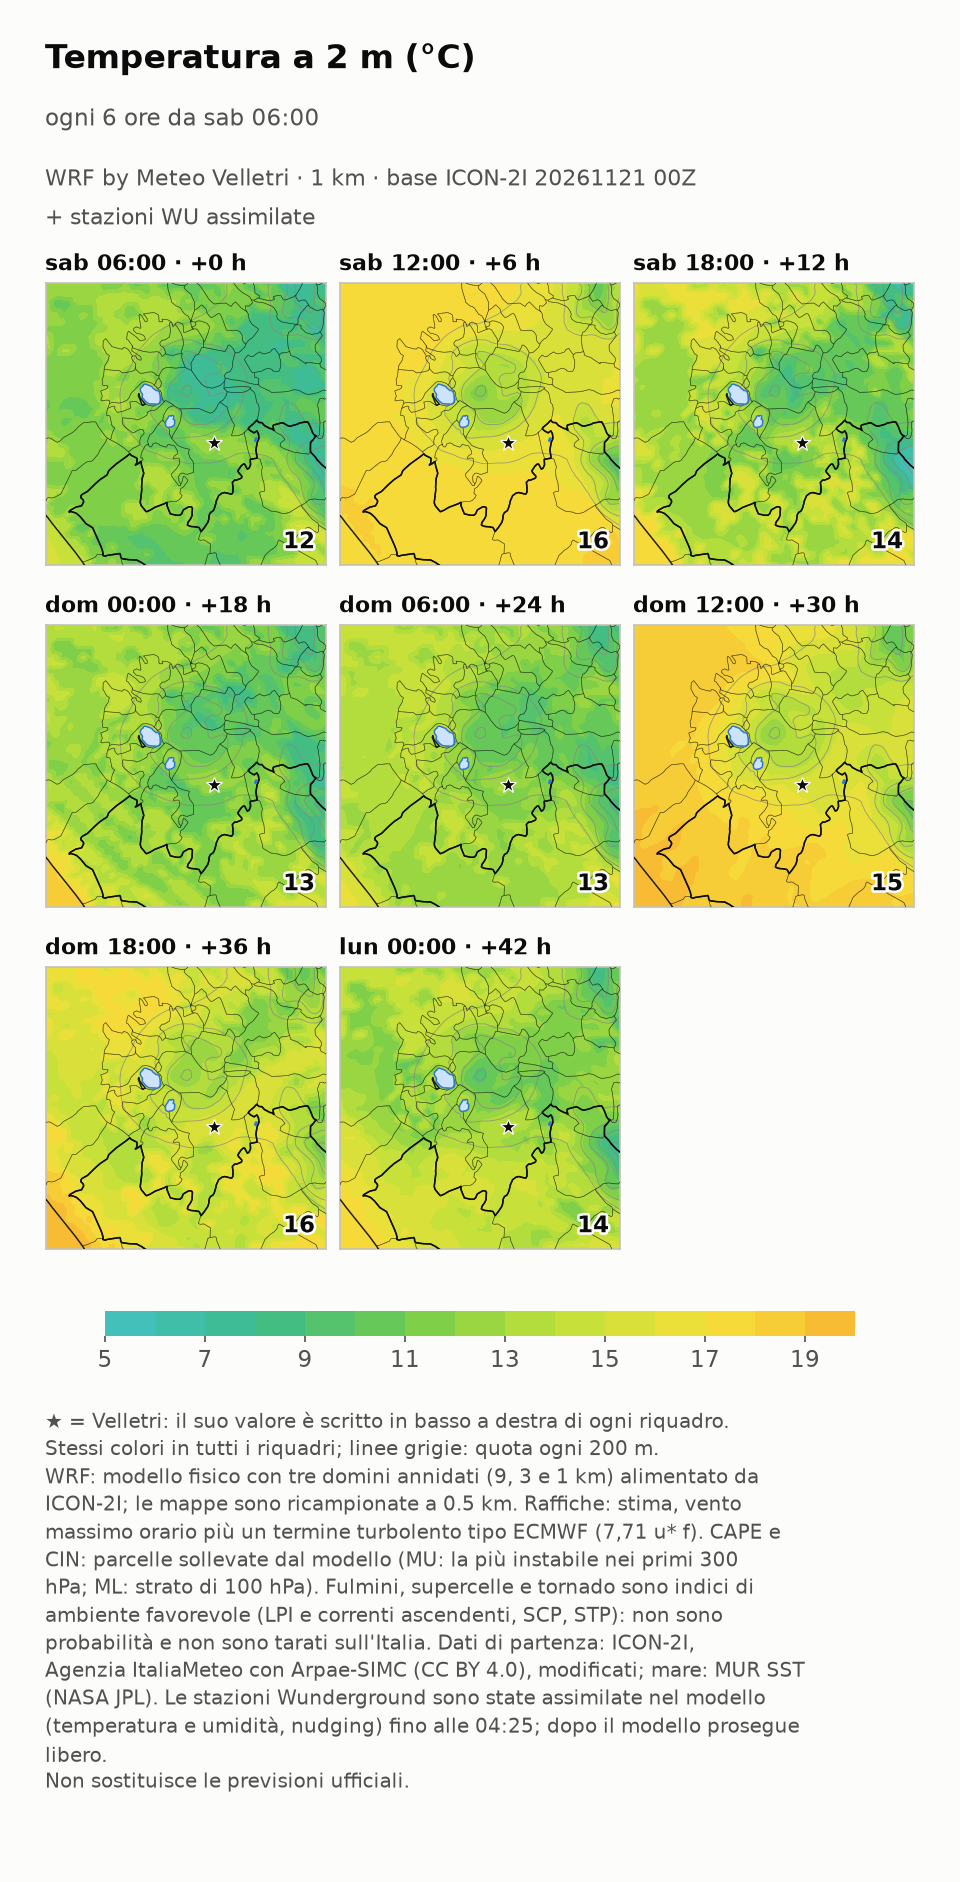 Temperatura a 2 m (°C)
ogni 6 ore da sab 06:00
WRF by Meteo Velletri · 1 km · base ICON-2I 20261121 00Z
+ stazioni WU assimilate
sab 06:00 · +0 h
sab 12:00 · +6 h
sab 18:00 · +12 h
12
16
14
dom 00:00 · +18 h
dom 06:00 · +24 h
dom 12:00 · +30 h
13
13
15
dom 18:00 · +36 h
lun 00:00 · +42 h
16
14
5 7 9 11 13 15 17 19
★ = Velletri: il suo valore è scritto in basso a destra di ogni riquadro.
Stessi colori in tutti i riquadri; linee grigie: quota ogni 200 m.
WRF: modello fisico con tre domini annidati (9, 3 e 1 km) alimentato da
ICON-2I; le mappe sono ricampionate a 0.5 km. Raffiche: stima, vento
massimo orario più un termine turbolento tipo ECMWF (7,71 u* f). CAPE e
CIN: parcelle sollevate dal modello (MU: la più instabile nei primi 300
hPa; ML: strato di 100 hPa). Fulmini, supercelle e tornado sono indici di
ambiente favorevole (LPI e correnti ascendenti, SCP, STP): non sono
probabilità e non sono tarati sull'Italia. Dati di partenza: ICON-2I,
Agenzia ItaliaMeteo con Arpae-SIMC (CC BY 4.0), modificati; mare: MUR SST
(NASA JPL). Le stazioni Wunderground sono state assimilate nel modello
(temperatura e umidità, nudging) fino alle 04:25; dopo il modello prosegue
libero.
Non sostituisce le previsioni ufficiali.